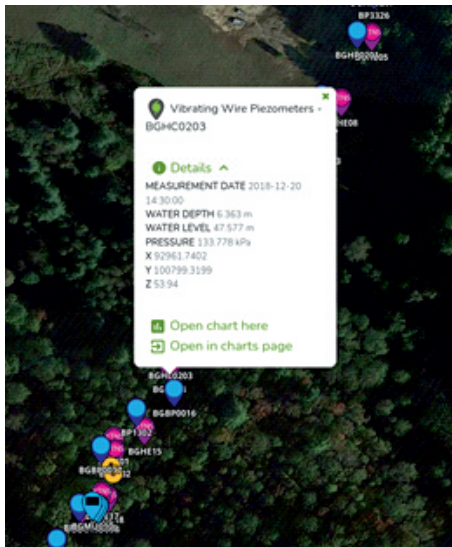 BP3326
Vibrating Wire Piezometers -
BGHC0203
Details
MEASUREMENT DATE 2018-12-20
14:30:00
WATER DEPTH 6.363 m
WATER LEVEL 47.577 m
PRESSURE 133.778 kPa
X 92961.7402
Y 100799.3199
Z 53.94
Open chart here
Open in charts page
BGHC0203
BGBP0016
BP1302
BGHE15